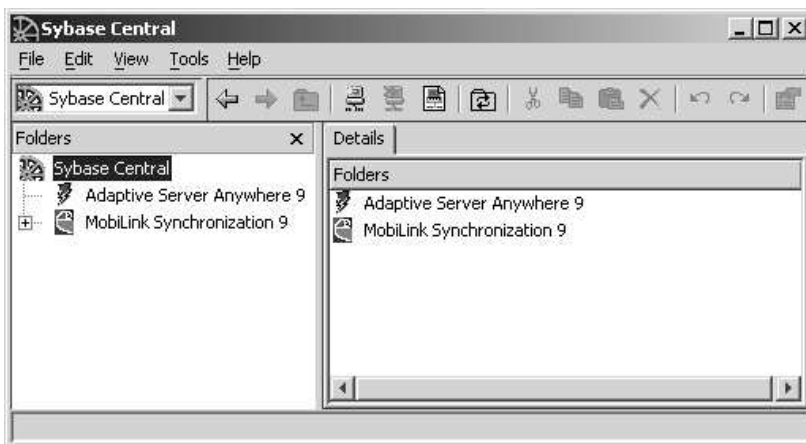 Sybase Central
File Edit View Tools Help
Sybase Central
Folders
Sybase Central
Adaptive Server Anywhere 9
MobiLink Synchronization 9
Details
Folders
Adaptive Server Anywhere 9
MobiLink Synchronization 9